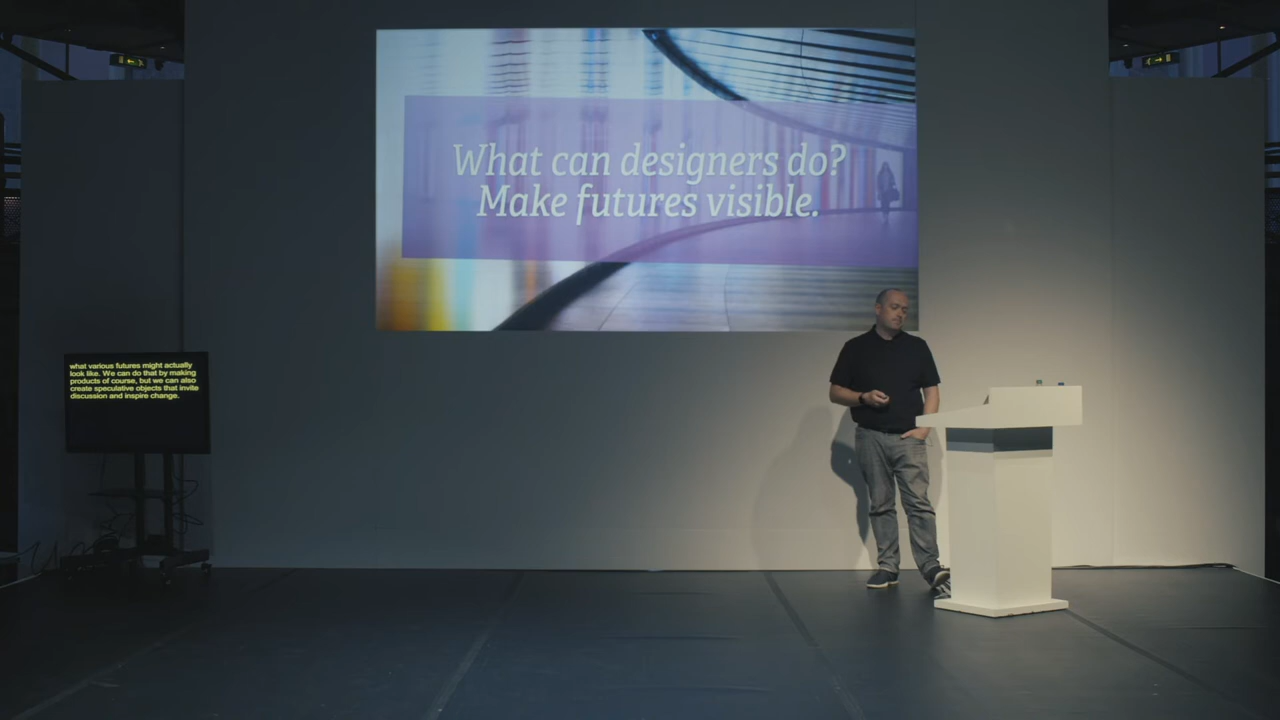 What can designers do?
Make futures visible.
what various futures might actually
look like. We can do that by making
products of course, but we can also
create speculative objects that invite
discussion and inspire change.